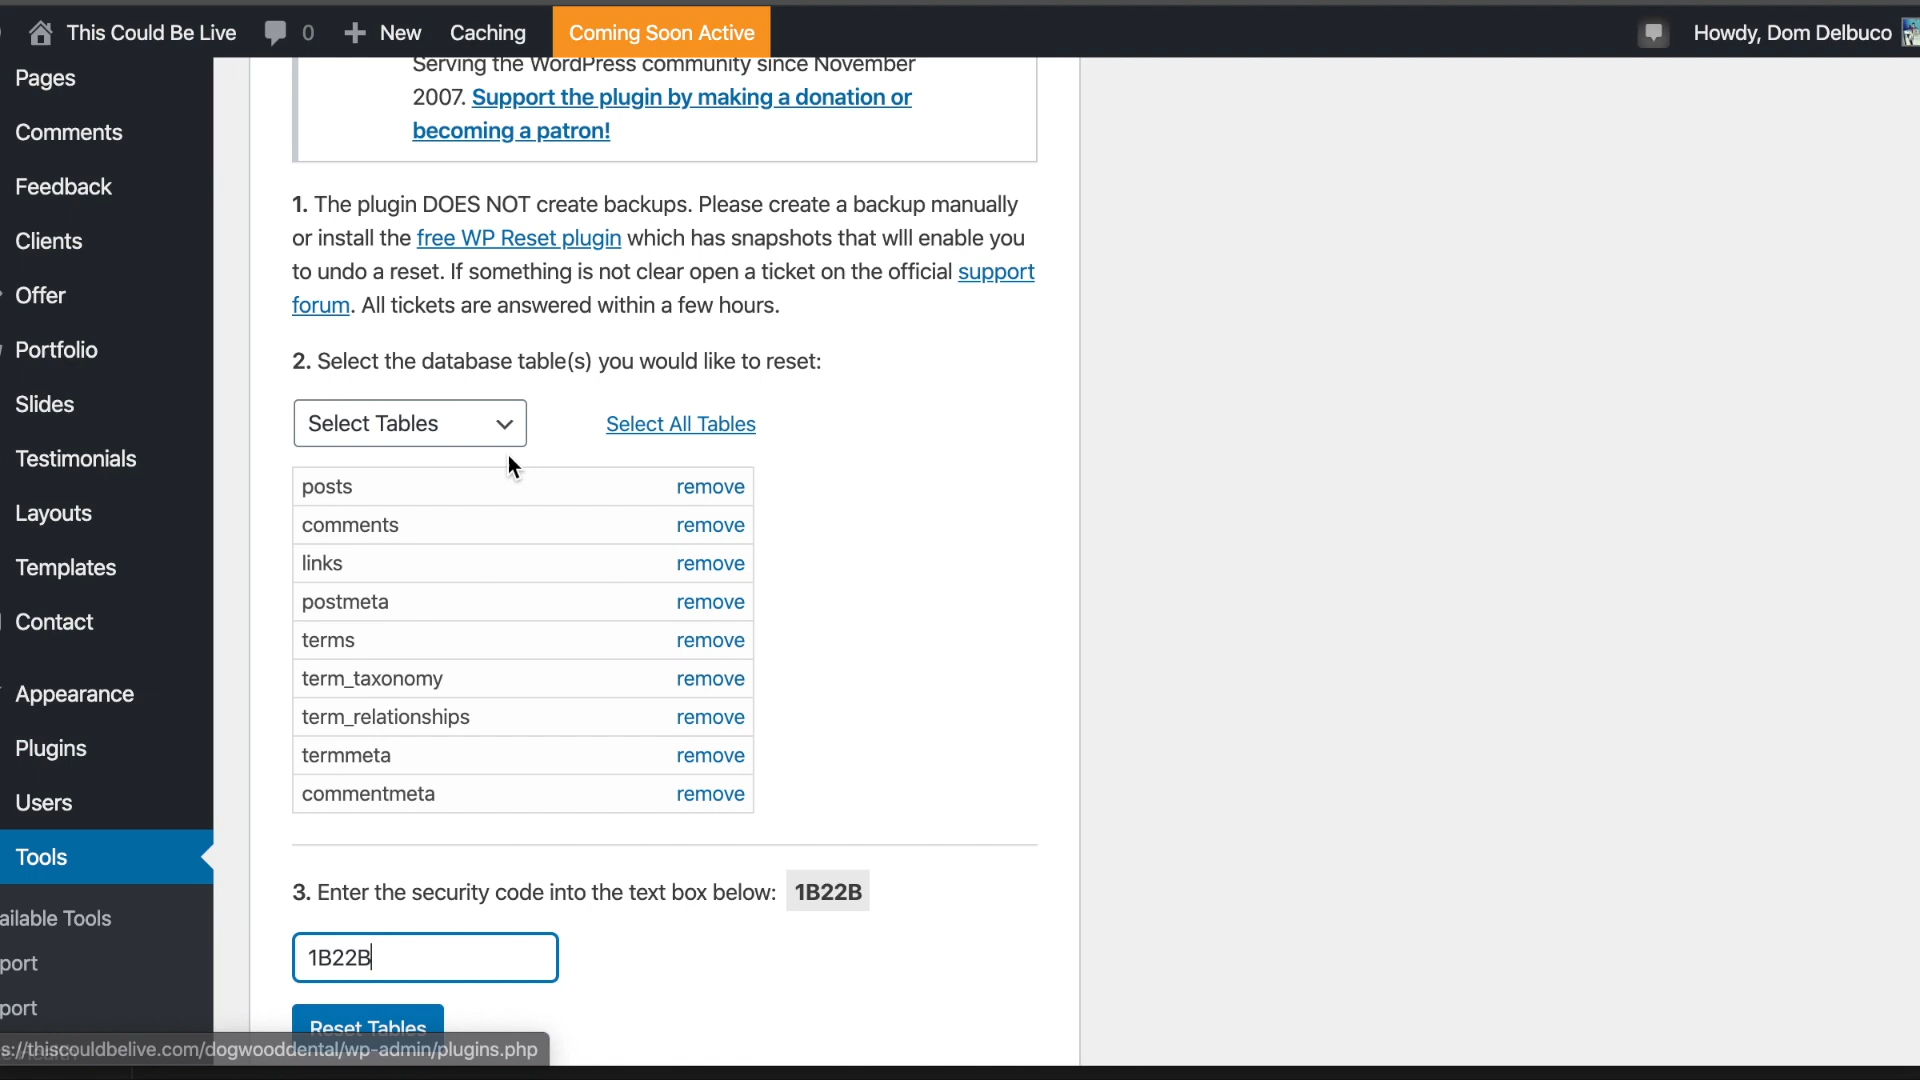 This Could Be Live 0 New Caching Coming Soon Active Howdy, Dom Delbuco
Pages
Comments
Feedback
Clients
Offer
Portfolio
Slides
Testimonials
Layouts
Templates
Contact
Appearance
Plugins
Users
Tools
ailable Tools
port
port
Serving the WordPress community since November
2007. Support the plugin by making a donation or
becoming a patron!
1. The plugin DOES NOT create backups. Please create a backup manually
or install the free WP Reset plugin which has snapshots that wlll enable you
to undo a reset. If something is not clear open a ticket on the official support
forum. All tickets are answered within a few hours.
2. Select the database table(s) you would like to reset:
Select Tables Select All Tables
posts remove
comments remove
links remove
postmeta remove
terms remove
term_taxonomy remove
term_relationships remove
termmeta remove
commentmeta remove
3. Enter the security code into the text box below: 1B22B
1B22B
Reset Tables
s://thiscouldbelive.com/dogwooddental/wp-admin/plugins.php